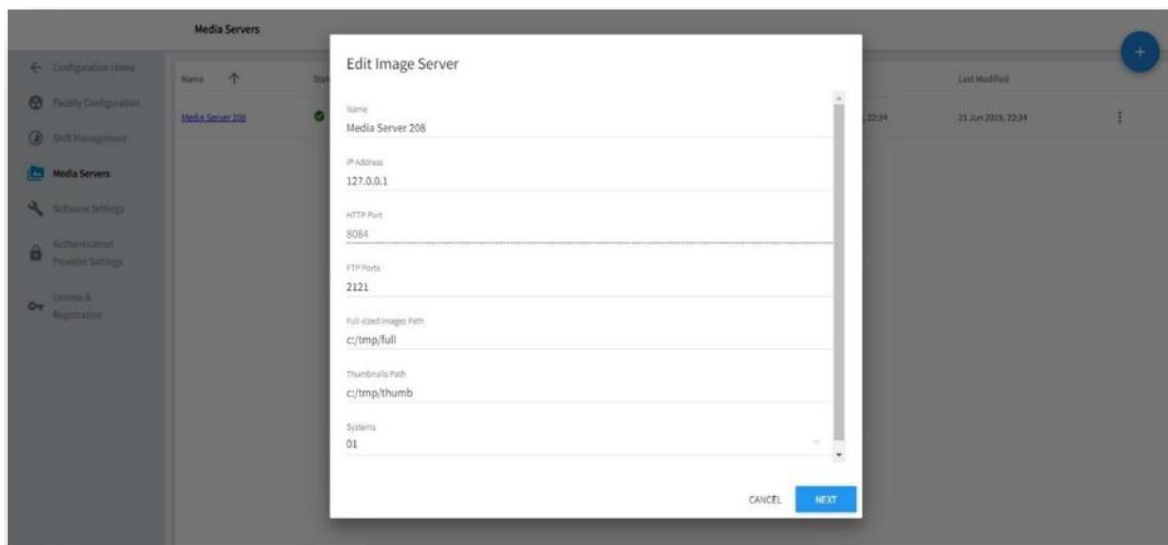 Media Servers
Configuration Home
Facility Configuration
Shift Management
Media Servers
Software Settings
Authentication
Provider Settings
License &
Registration
Name
Stat
Last Modified
Media Server 208
, 22:34
21 Jun 2019, 22:34
Edit Image Server
Name
Media Server 208
IP Address
127.0.0.1
HTTP Port
8084
FTP Ports
2121
Full-sized Images Path
c:/tmp/full
Thumbnails Path
c:/tmp/thumb
Systems
01
CANCEL
NEXT